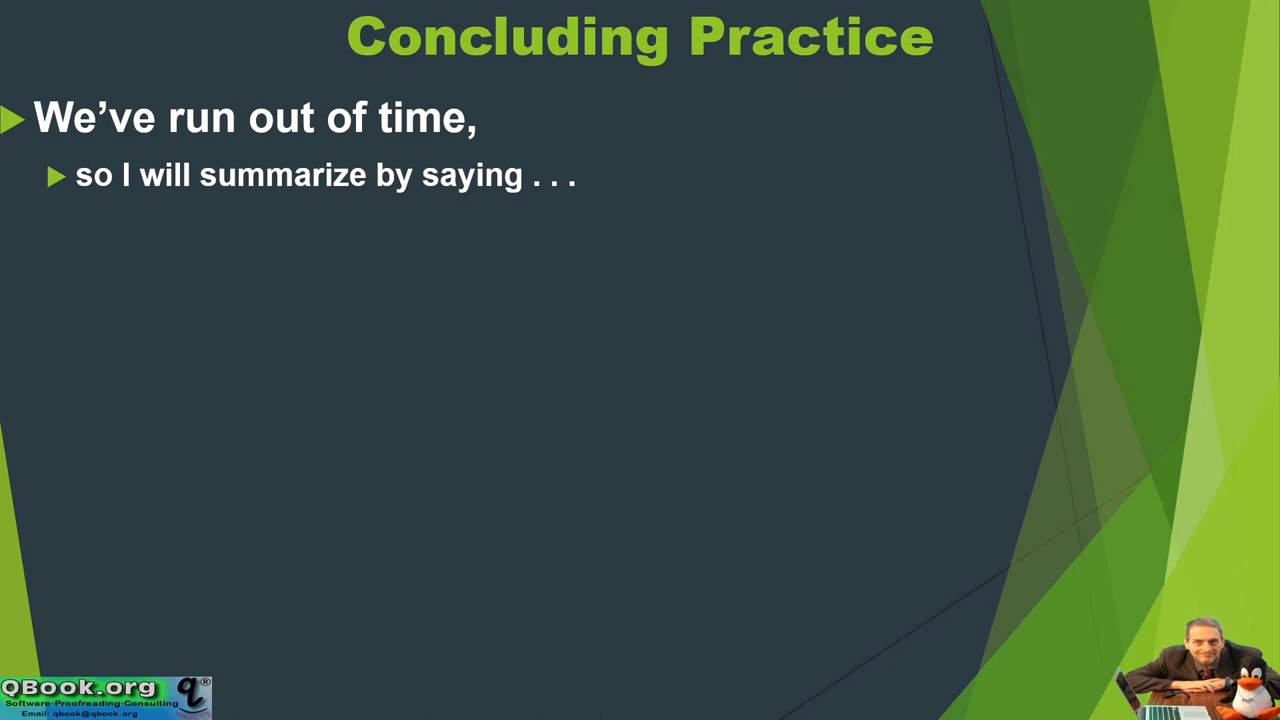 Concluding Practice
We’ve run out of time,
so I will summarize by saying . . .
QBook.org
q®
Software·Proofreading·Consulting
Email: qbook@qbook.org